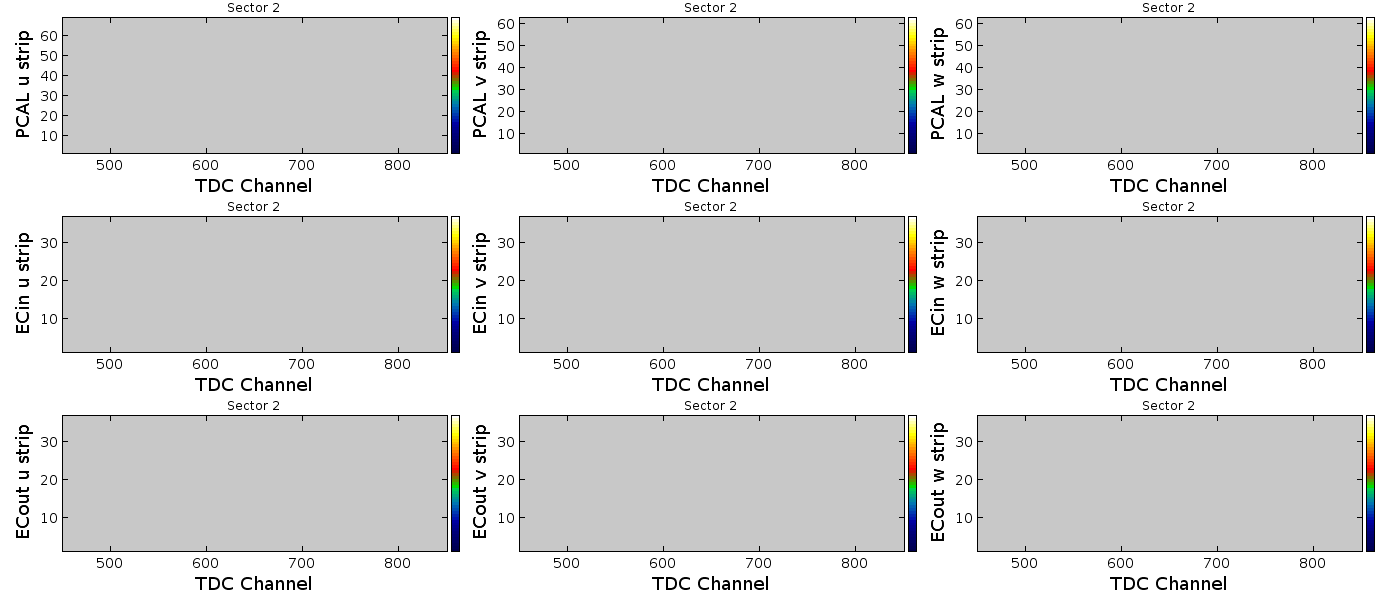 Sector 2
Sector 2
Sector 2
PCAL u strip
60
50
40
30
20
10
500 600 700 800
TDC Channel
PCAL v strip
60
50
40
30
20
10
500 600 700 800
TDC Channel
PCAL w strip
60
50
40
30
20
10
500 600 700 800
TDC Channel
Sector 2
Sector 2
Sector 2
ECin u strip
30
20
10
500 600 700 800
TDC Channel
ECin v strip
30
20
10
500 600 700 800
TDC Channel
ECin w strip
30
20
10
500 600 700 800
TDC Channel
Sector 2
Sector 2
Sector 2
ECout u strip
30
20
10
500 600 700 800
TDC Channel
ECout v strip
30
20
10
500 600 700 800
TDC Channel
ECout w strip
30
20
10
500 600 700 800
TDC Channel